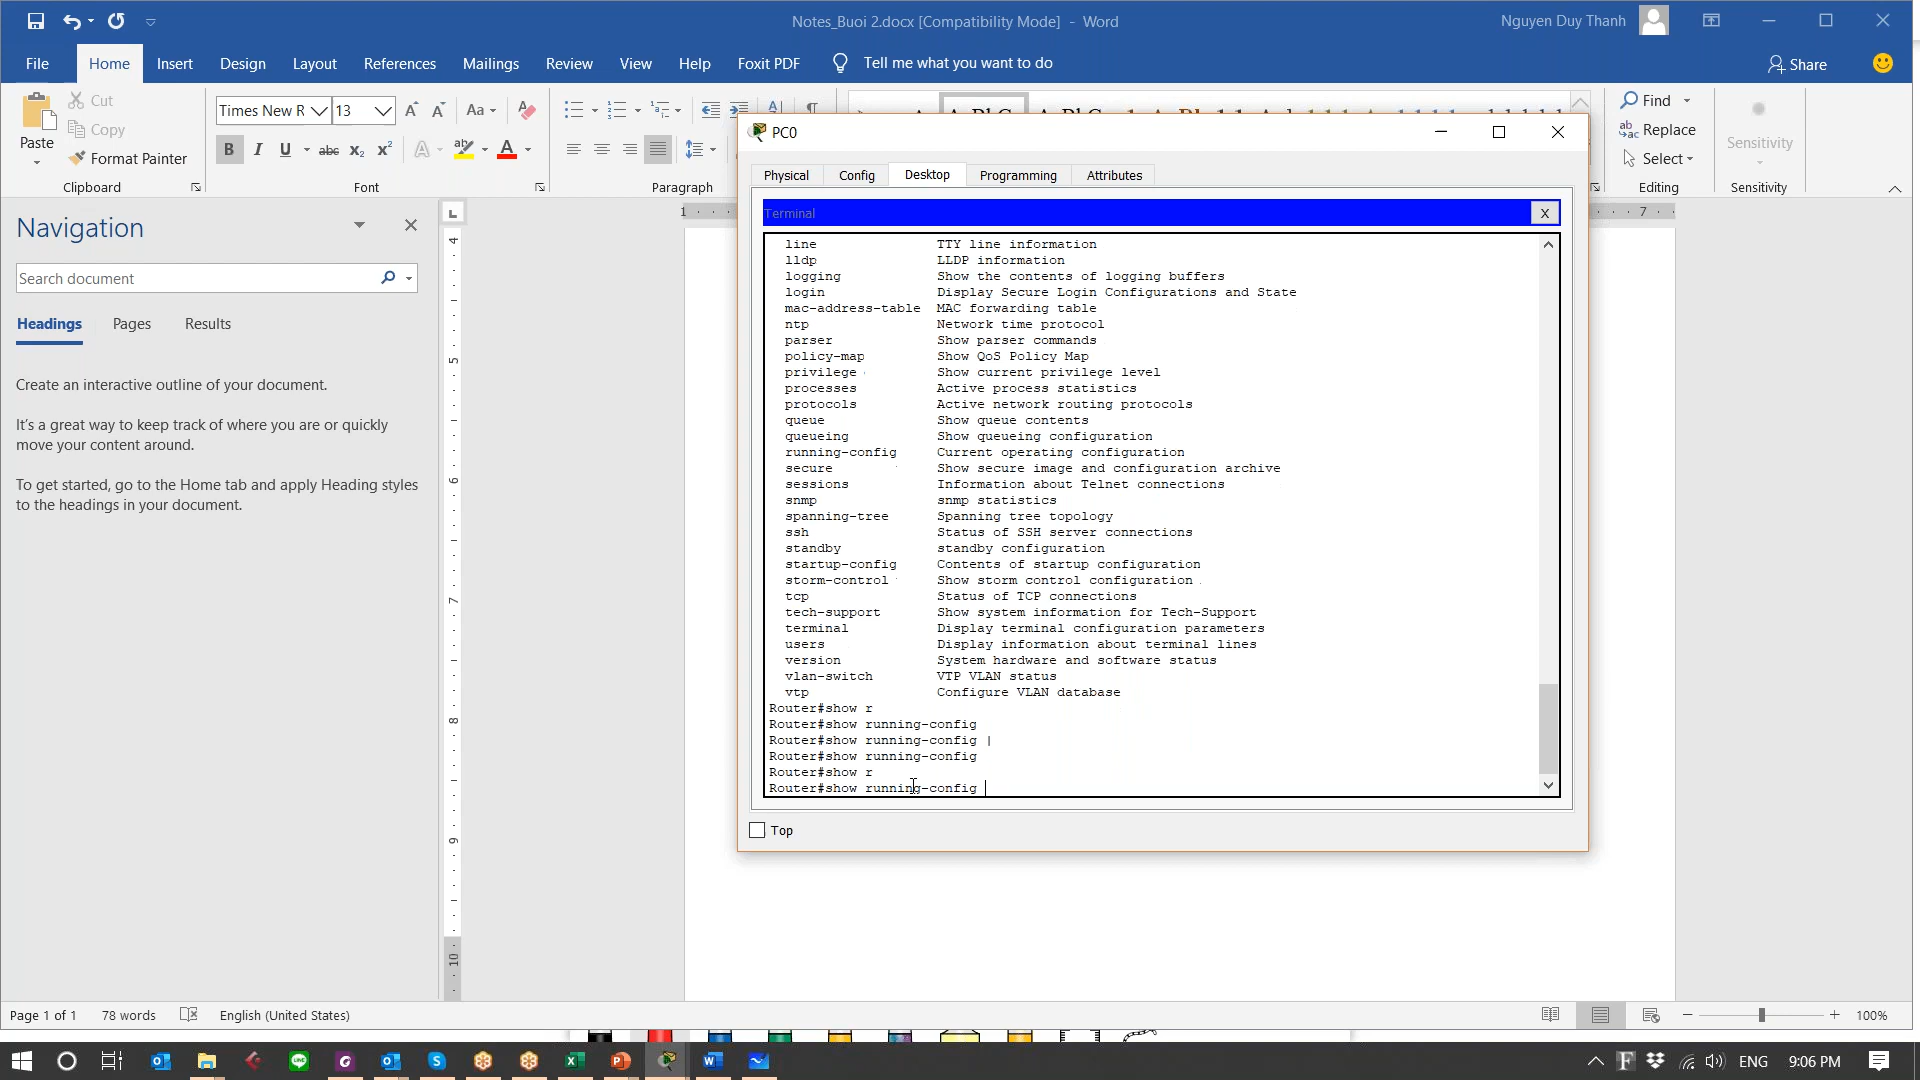 Notes_Buoi 2.docx [Compatibility Mode] - Word
Nguyen Duy Thanh
File Home Insert Design Layout References Mailings Review View Help Foxit PDF Tell me what you want to do Share
Paste
Cut
Copy
Format Painter
Clipboard
Times New R 13
Font
Paragraph
Find
Replace
Select
Editing
Sensitivity
Sensitivity
Navigation
Search document
Headings Pages Results
Create an interactive outline of your document.
It's a great way to keep track of where you are or quickly
move your content around.
To get started, go to the Home tab and apply Heading styles
to the headings in your document.
PC0
Physical Config Desktop Programming Attributes
Terminal X
line TTY line information
lldp LLDP information
logging Show the contents of logging buffers
login Display Secure Login Configurations and State
mac-address-table MAC forwarding table
ntp Network time protocol
parser Show parser commands
policy-map Show QoS Policy Map
privilege Show current privilege level
processes Active process statistics
protocols Active network routing protocols
queue Show queue contents
queueing Show queueing configuration
running-config Current operating configuration
secure Show secure image and configuration archive
sessions Information about Telnet connections
snmp snmp statistics
spanning-tree Spanning tree topology
ssh Status of SSH server connections
standby standby configuration
startup-config Contents of startup configuration
storm-control Show storm control configuration
tcp Status of TCP connections
tech-support Show system information for Tech-Support
terminal Display terminal configuration parameters
users Display information about terminal lines
version System hardware and software status
vlan-switch VTP VLAN status
vtp Configure VLAN database
Router#show r
Router#show running-config
Router#show running-config |
Router#show running-config
Router#show r
Router#show running-config
Top
Page 1 of 1 78 words English (United States) 100%
ENG 9:06 PM